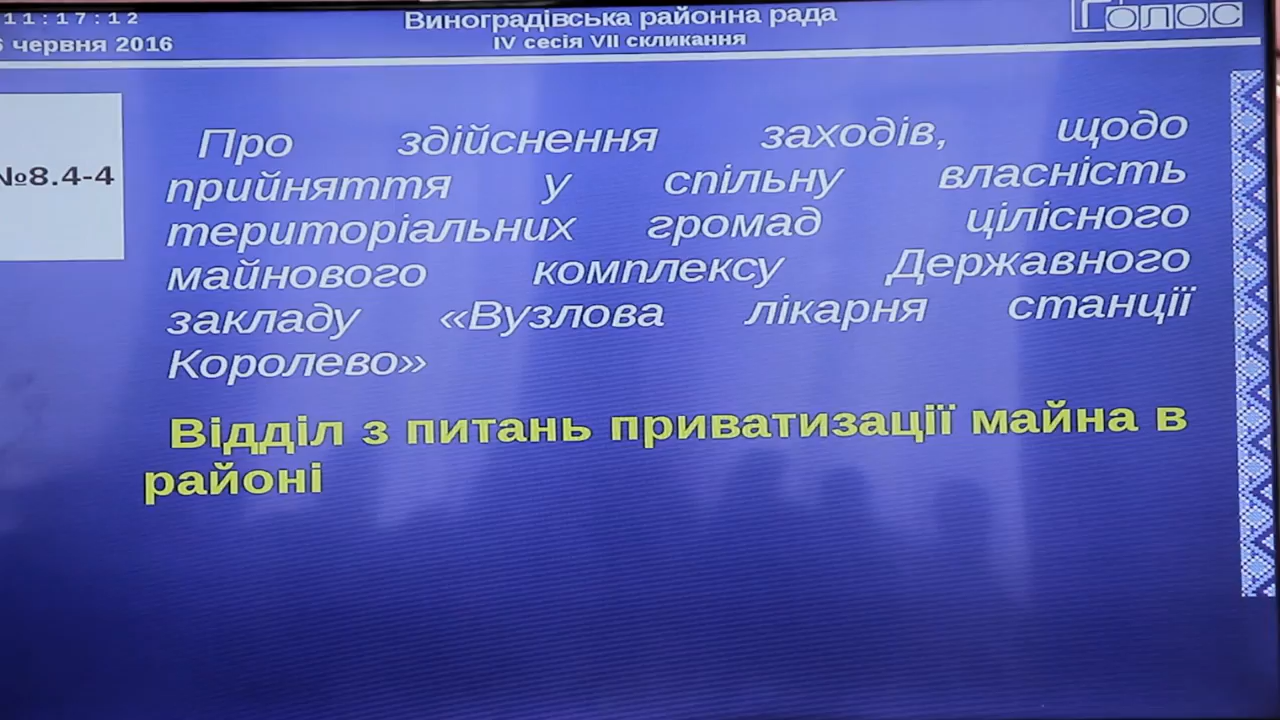 11:17:12
червня 2016
Виноградівська районна рада
IV сесія VII скликання
Голос
№8.4-4
Про здійснення заходів, щодо
прийняття у спільну власність
територіальних громад цілісного
майнового комплексу Державного
закладу «Вузлова лікарня станції
Королево»
Відділ з питань приватизації майна в
районі